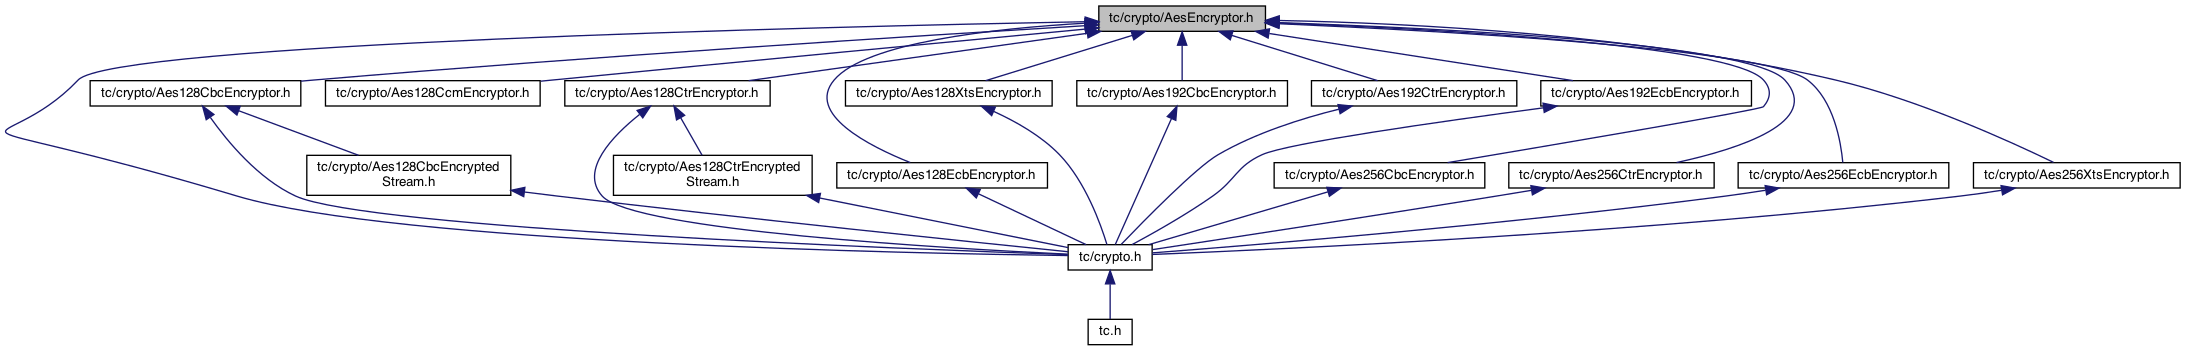 tc/crypto/AesEncryptor.h
tc/crypto/Aes128CbcEncryptor.h
tc/crypto/Aes128CcmEncryptor.h
tc/crypto/Aes128CtrEncryptor.h
tc/crypto/Aes128XtsEncryptor.h
tc/crypto/Aes192CbcEncryptor.h
tc/crypto/Aes192CtrEncryptor.h
tc/crypto/Aes192EcbEncryptor.h
tc/crypto/Aes128CbcEncrypted
Stream.h
tc/crypto/Aes128CtrEncrypted
Stream.h
tc/crypto/Aes128EcbEncryptor.h
tc/crypto/Aes256CbcEncryptor.h
tc/crypto/Aes256CtrEncryptor.h
tc/crypto/Aes256EcbEncryptor.h
tc/crypto/Aes256XtsEncryptor.h
tc/crypto.h
tc.h